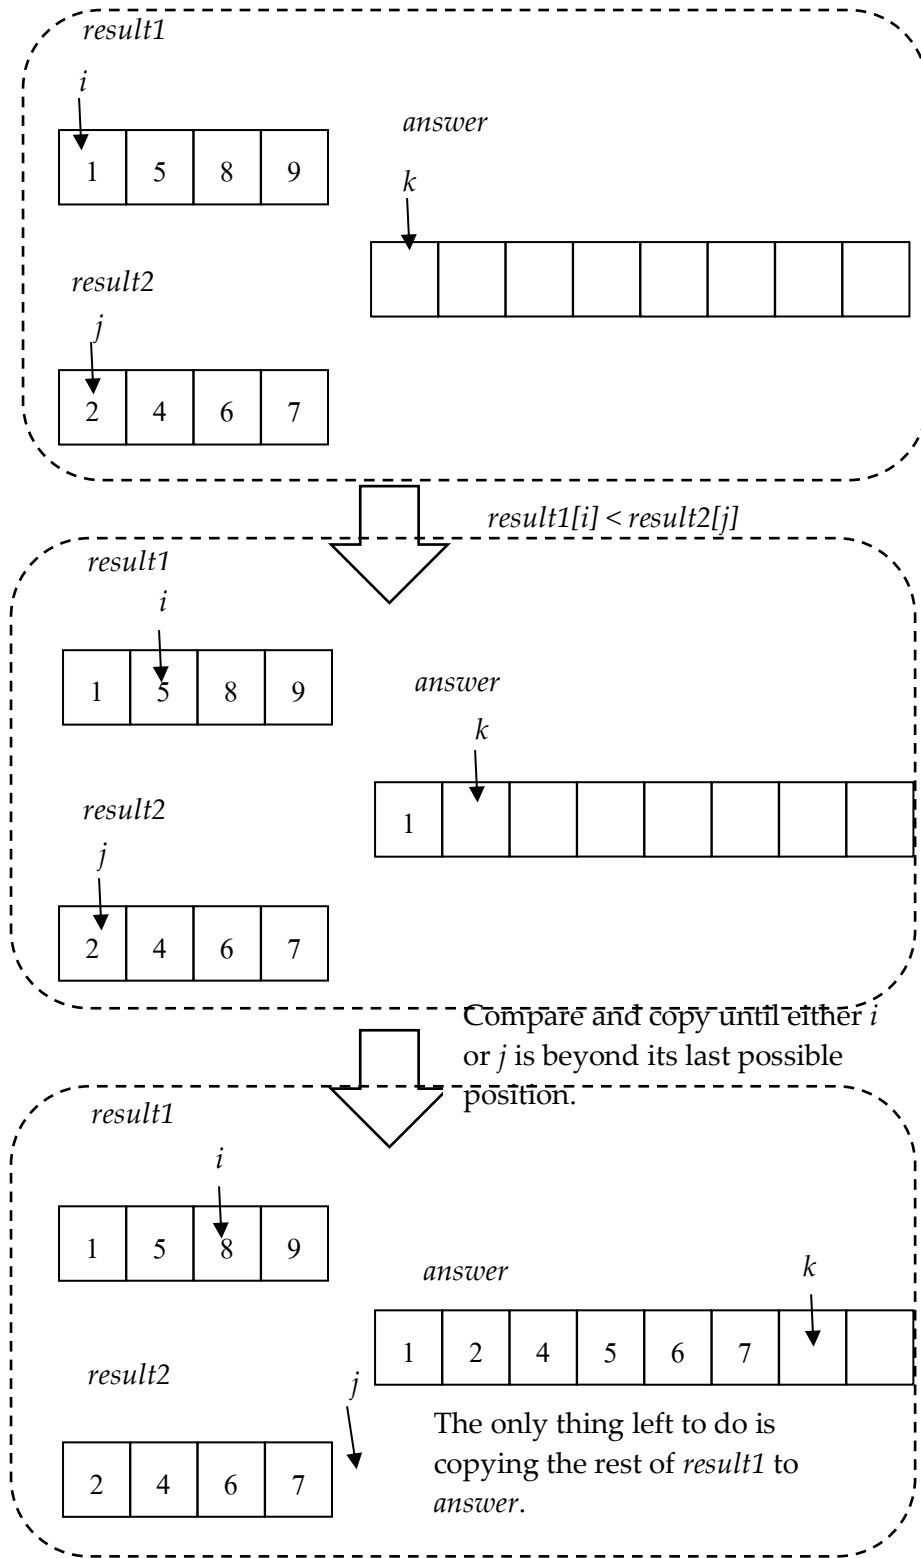 result1
i
1 5 8 9
answer
k
result2
j
2 4 6 7
result1[i] < result2[j]
result1
i
1 5 8 9
answer
k
1
result2
j
2 4 6 7
Compare and copy until either i
or j is beyond its last possible
position.
result1
i
1 5 8 9
answer
k
1 2 4 5 6 7
result2
j
2 4 6 7
The only thing left to do is
copying the rest of result1 to
answer.